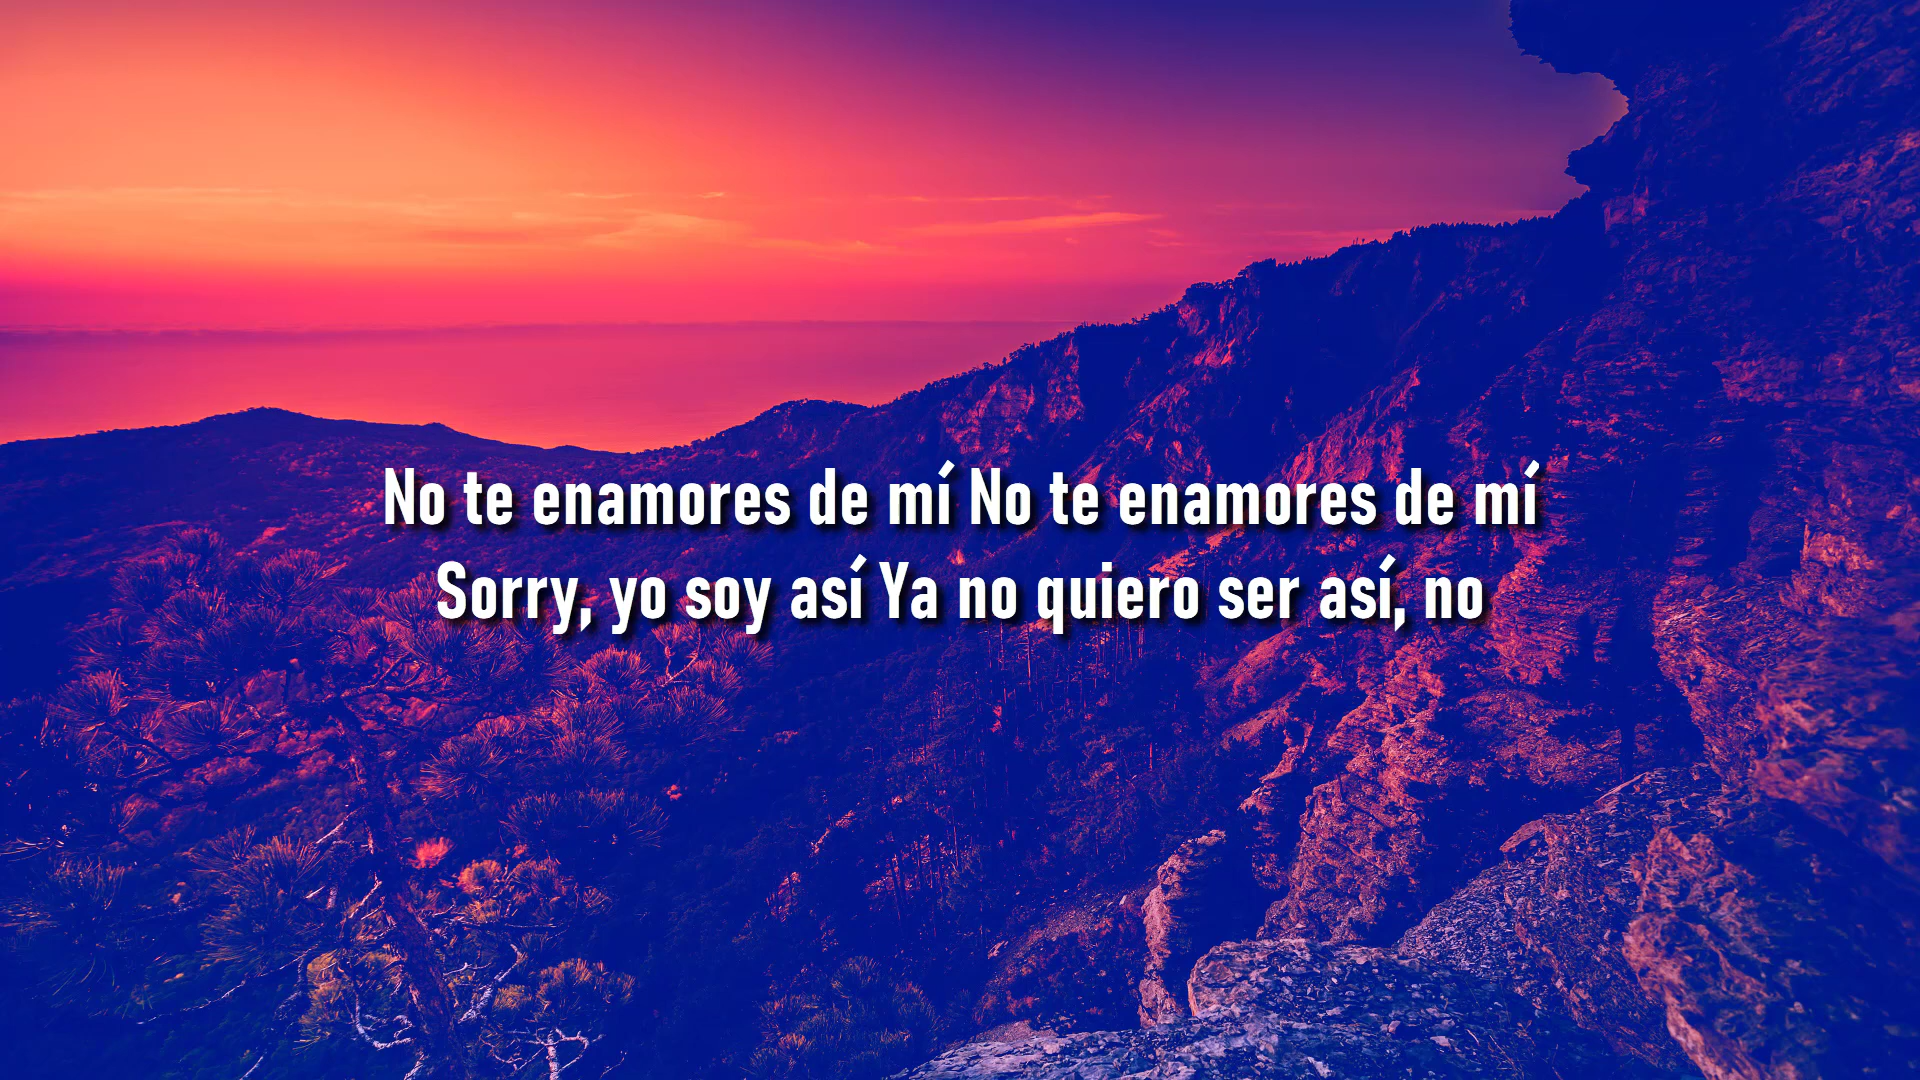 No te enamores de mí No te enamores de mí
Sorry, yo soy así Ya no quiero ser así, no